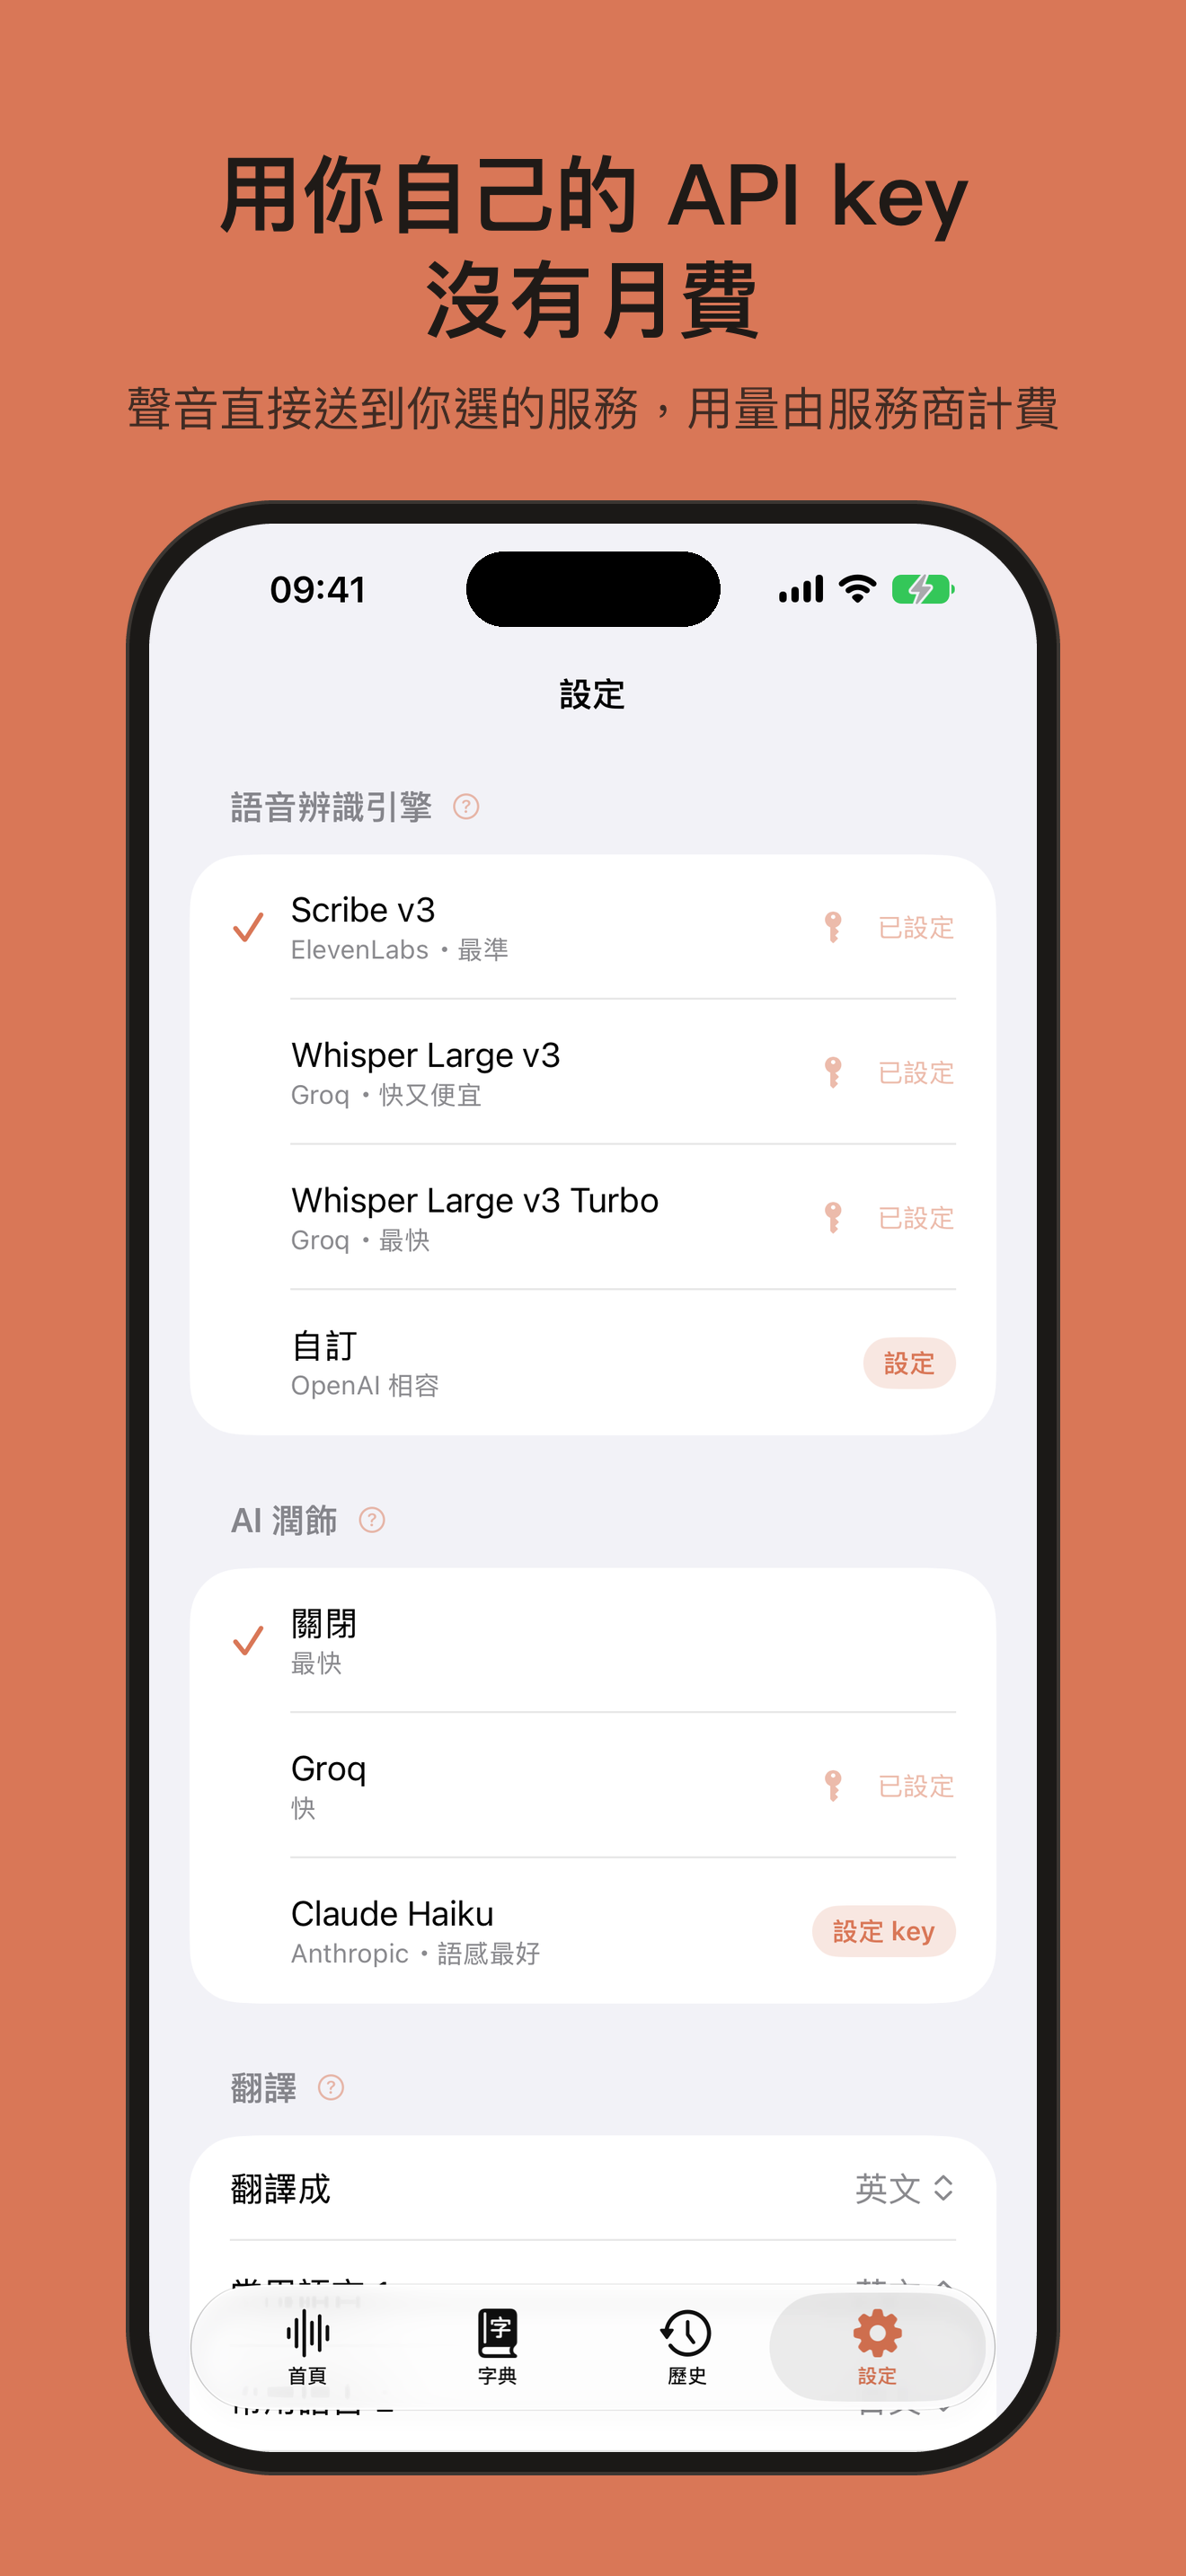 用你自己的 API key
沒有月費
聲音直接送到你選的服務，用量由服務商計費
09:41
設定
語音辨識引擎 ?
Scribe v3
ElevenLabs・最準
已設定
Whisper Large v3
Groq・快又便宜
已設定
Whisper Large v3 Turbo
Groq・最快
已設定
自訂
OpenAI 相容
設定
AI 潤飾 ?
關閉
最快
Groq
快
已設定
Claude Haiku
Anthropic・語感最好
設定 key
翻譯 ?
翻譯成
英文
字
首頁
字典
歷史
設定